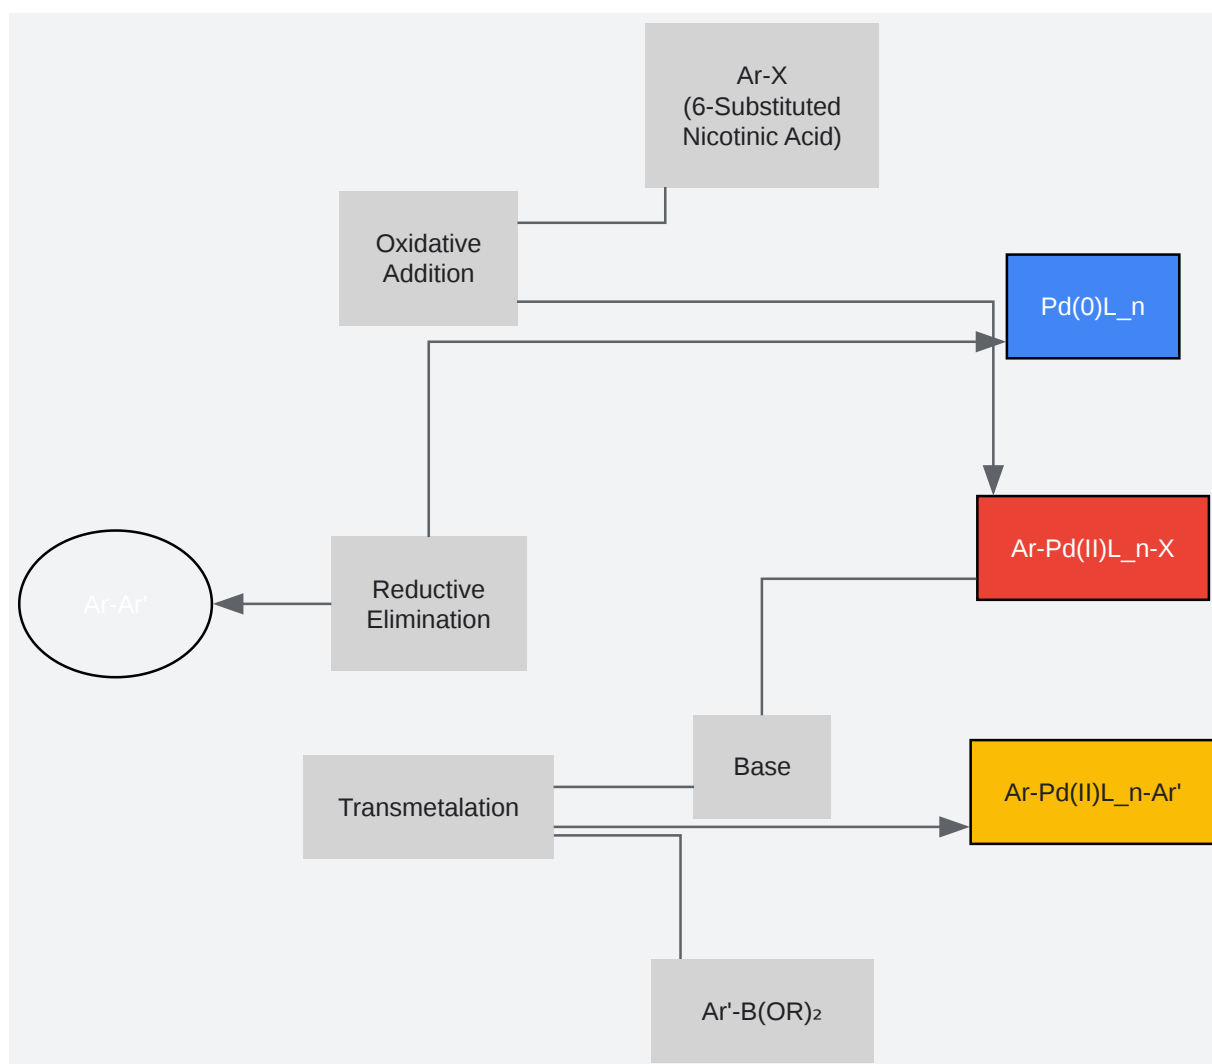 Ar-X
(6-Substituted
Nicotinic Acid)
Oxidative
Addition
Pd(0)L_n
Ar-Pd(II)L_n-X
Ar-Ar'
Reductive
Elimination
Base
Transmetalation
Ar-Pd(II)L_n-Ar'
Ar'-B(OR)₂